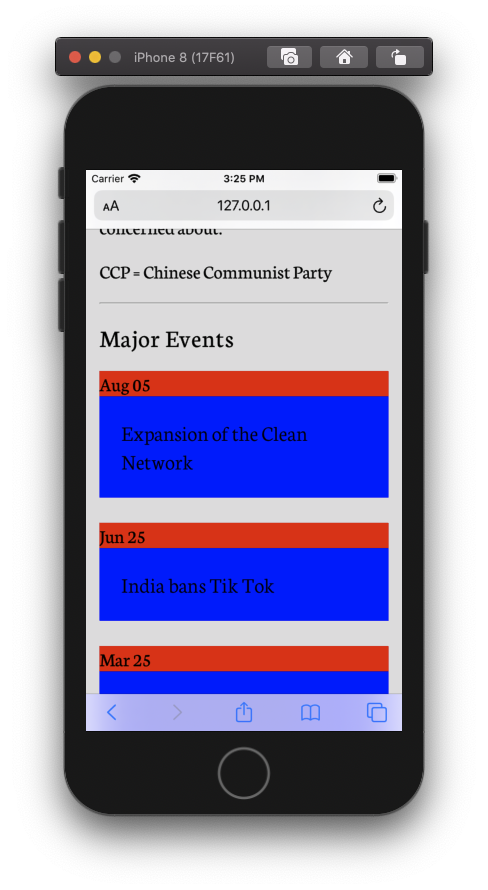 iPhone 8 (17F61)
Carrier 3:25 PM
AA 127.0.0.1
concerned about.
CCP = Chinese Communist Party
Major Events
Aug 05
Expansion of the Clean
Network
Jun 25
India bans Tik Tok
Mar 25